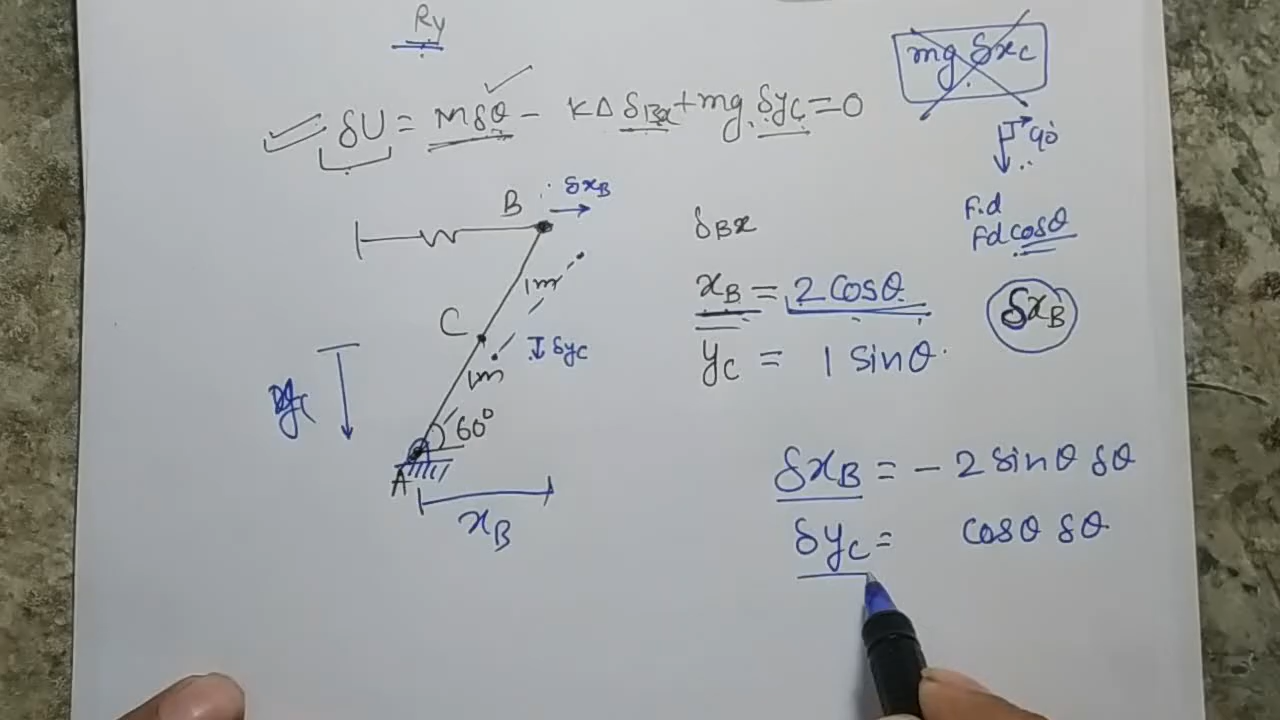 Ry
mg δxc
δU = Mδθ - KΔ δBx + mg δyc = 0
90°
F.d
Fd cosθ
δxB
B
δBx
1m
xB = 2 cosθ
δxB
C
δyc
yc = 1 sinθ
1m
yc
60°
A
xB
δxB = - 2 sinθ δθ
δyc = cosθ δθ